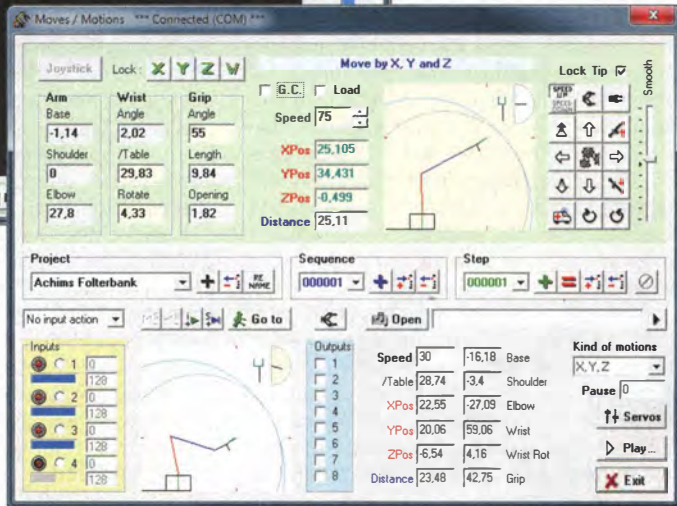 Moves / Motions *** Connected (COM) ***
Joystick Lock: X Y Z W
Move by X, Y and Z
Lock Tip
Smooth
G.C. Load
SPEED UP
Arm Wrist Grip
Base Angle Angle
-1,14 2,02 55
Speed 75
Shoulder /Table Length
0 29,83 9,84
XPos 25,105
YPos 34,431
Elbow Rotate Opening
27,8 4,33 1,82
ZPos -0,499
Distance 25,11
Project Sequence Step
Achims Folterbank RE NAME 000001 000001
No input action Go to Open
Inputs Outputs
1 0
128
2 0
128
3 0
128
4 0
128
1
2
3
4
5
6
7
8
Speed 30 -16,18 Base
/Table 28,74 -3,4 Shoulder
XPos 22,55 -27,09 Elbow
YPos 20,06 59,06 Wrist
ZPos -6,54 4,16 Wrist Rot
Distance 23,48 42,75 Grip
Kind of motions
X,Y,Z
Pause 0
Servos
Play...
Exit